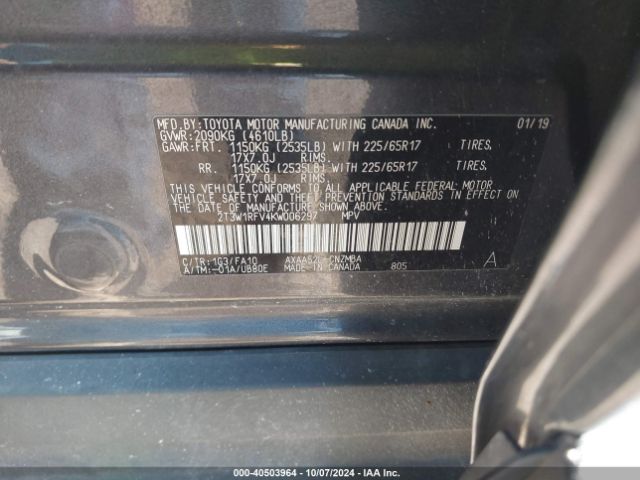 MFD.BY:TOYOTA MOTOR MANUFACTURING CANADA INC. 01/19
GVWR:2090KG (4610LB)
GAWR:FRT. 1150KG (2535LB) WITH 225/65R17 TIRES,
17X7.0J RIMS.
RR. 1150KG (2535LB) WITH 225/65R17 TIRES,
17X7.0J RIMS.
THIS VEHICLE CONFORMS TO ALL APPLICABLE FEDERAL MOTOR
VEHICLE SAFETY AND THEFT PREVENTION STANDARDS IN EFFECT
ON THE DATE OF MANUFACTURE SHOWN ABOVE.
2T3W1RFV4KW006297 MPV
C/TR:1G3/FA10 AXAA52L-CNZMBA
A/TM:-01A/UB80E MADE IN CANADA 805 A
000-40503964 - 10/07/2024 - IAA Inc.